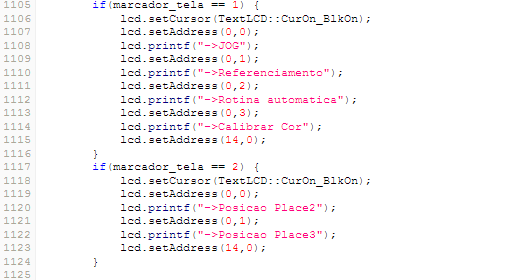 1105 if(marcador_tela == 1) {
1106 lcd.setCursor(TextLCD::CurOn_BlkOn);
1107 lcd.setAddress(0,0);
1108 lcd.printf("->JOG");
1109 lcd.setAddress(0,1);
1110 lcd.printf("->Referenciamento");
1111 lcd.setAddress(0,2);
1112 lcd.printf("->Rotina automatica");
1113 lcd.setAddress(0,3);
1114 lcd.printf("->Calibrar Cor");
1115 lcd.setAddress(14,0);
1116 }
1117 if(marcador_tela == 2) {
1118 lcd.setCursor(TextLCD::CurOn_BlkOn);
1119 lcd.setAddress(0,0);
1120 lcd.printf("->Posicao Place2");
1121 lcd.setAddress(0,1);
1122 lcd.printf("->Posicao Place3");
1123 lcd.setAddress(14,0);
1124 }
1125